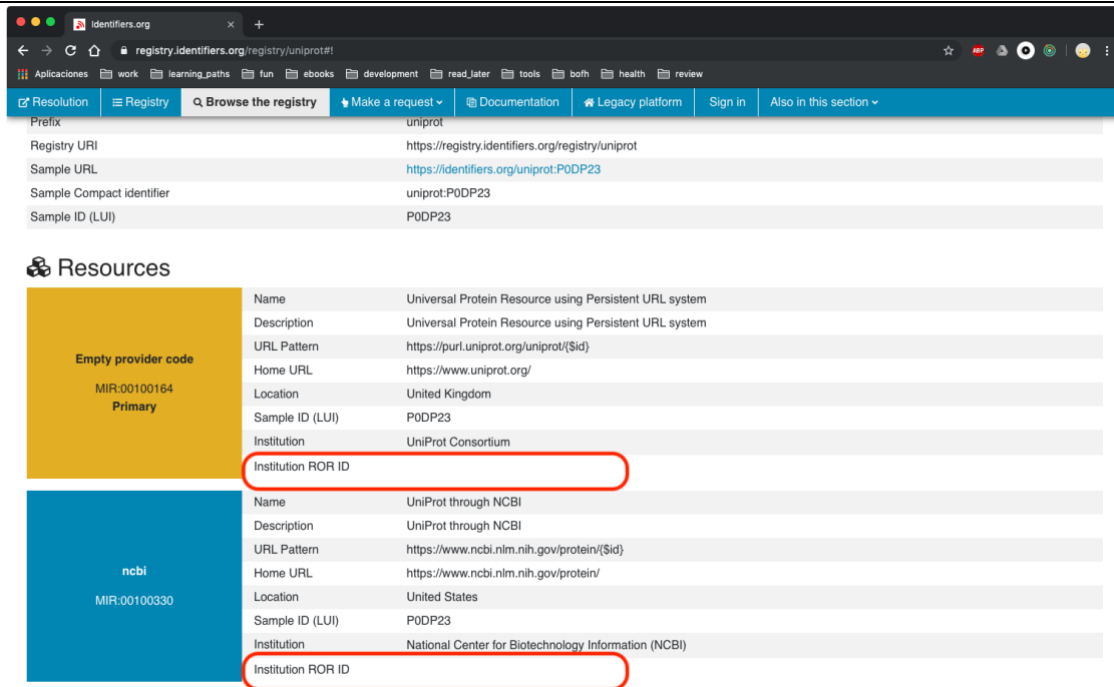 Identifiers.org × +
registry.identifiers.org/registry/uniprot#!
ABP
Aplicaciones work learning_paths fun ebooks development read_later tools bofh health review
Resolution Registry Browse the registry Make a request Documentation Legacy platform Sign in Also in this section
Prefix uniprot
Registry URI https://registry.identifiers.org/registry/uniprot
Sample URL https://identifiers.org/uniprot:P0DP23
Sample Compact identifier uniprot:P0DP23
Sample ID (LUI) P0DP23
Resources
Empty provider code
MIR:00100164
Primary
Name Universal Protein Resource using Persistent URL system
Description Universal Protein Resource using Persistent URL system
URL Pattern https://purl.uniprot.org/uniprot/{$id}
Home URL https://www.uniprot.org/
Location United Kingdom
Sample ID (LUI) P0DP23
Institution UniProt Consortium
Institution ROR ID
ncbi
MIR:00100330
Name UniProt through NCBI
Description UniProt through NCBI
URL Pattern https://www.ncbi.nlm.nih.gov/protein/{$id}
Home URL https://www.ncbi.nlm.nih.gov/protein/
Location United States
Sample ID (LUI) P0DP23
Institution National Center for Biotechnology Information (NCBI)
Institution ROR ID